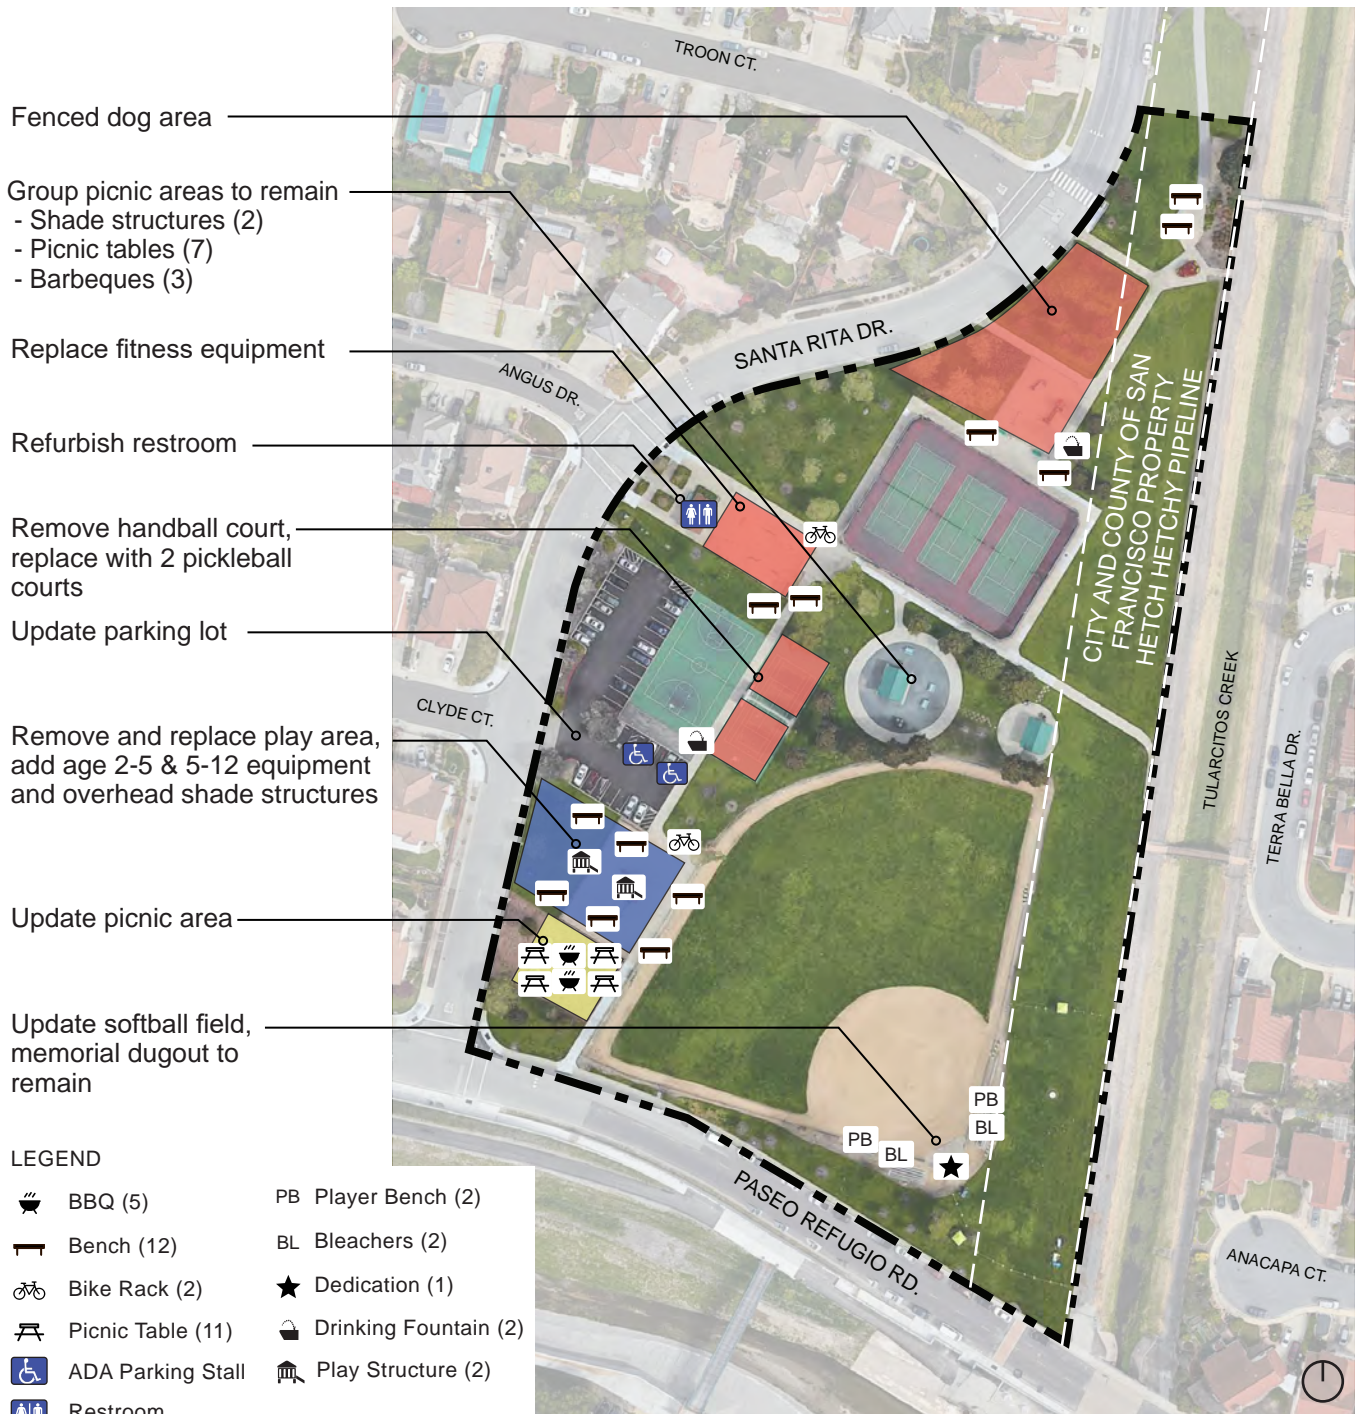 Fenced dog area
Group picnic areas to remain
- Shade structures (2)
- Picnic tables (7)
- Barbeques (3)
Replace fitness equipment
Refurbish restroom
Remove handball court,
replace with 2 pickleball
courts
Update parking lot
Remove and replace play area,
add age 2-5 & 5-12 equipment
and overhead shade structures
Update picnic area
Update softball field,
memorial dugout to
remain
TROON CT.
SANTA RITA DR.
ANGUS DR.
CLYDE CT.
CITY AND COUNTY OF SAN
FRANCISCO PROPERTY
HETCH HETCHY PIPELINE
TULARCITOS CREEK
TERRA BELLA DR.
PB
BL
PB
BL
PASEO REFUGIO RD.
ANACAPA CT.
LEGEND
BBQ (5)
Bench (12)
Bike Rack (2)
Picnic Table (11)
ADA Parking Stall
Restroom
PB Player Bench (2)
BL Bleachers (2)
Dedication (1)
Drinking Fountain (2)
Play Structure (2)